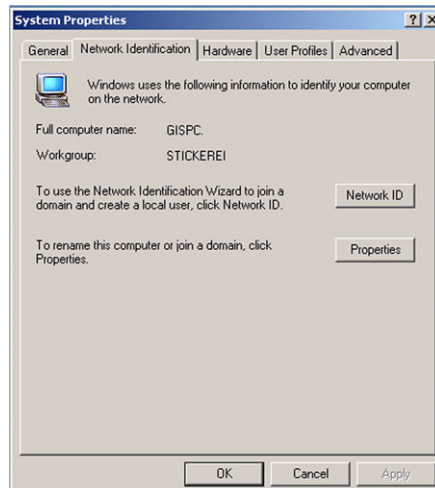 System Properties
General Network Identification Hardware User Profiles Advanced
Windows uses the following information to identify your computer
on the network.
Full computer name: GISPC.
Workgroup: STICKEREI
To use the Network Identification Wizard to join a
domain and create a local user, click Network ID.
Network ID
To rename this computer or join a domain, click
Properties.
Properties
OK Cancel Apply